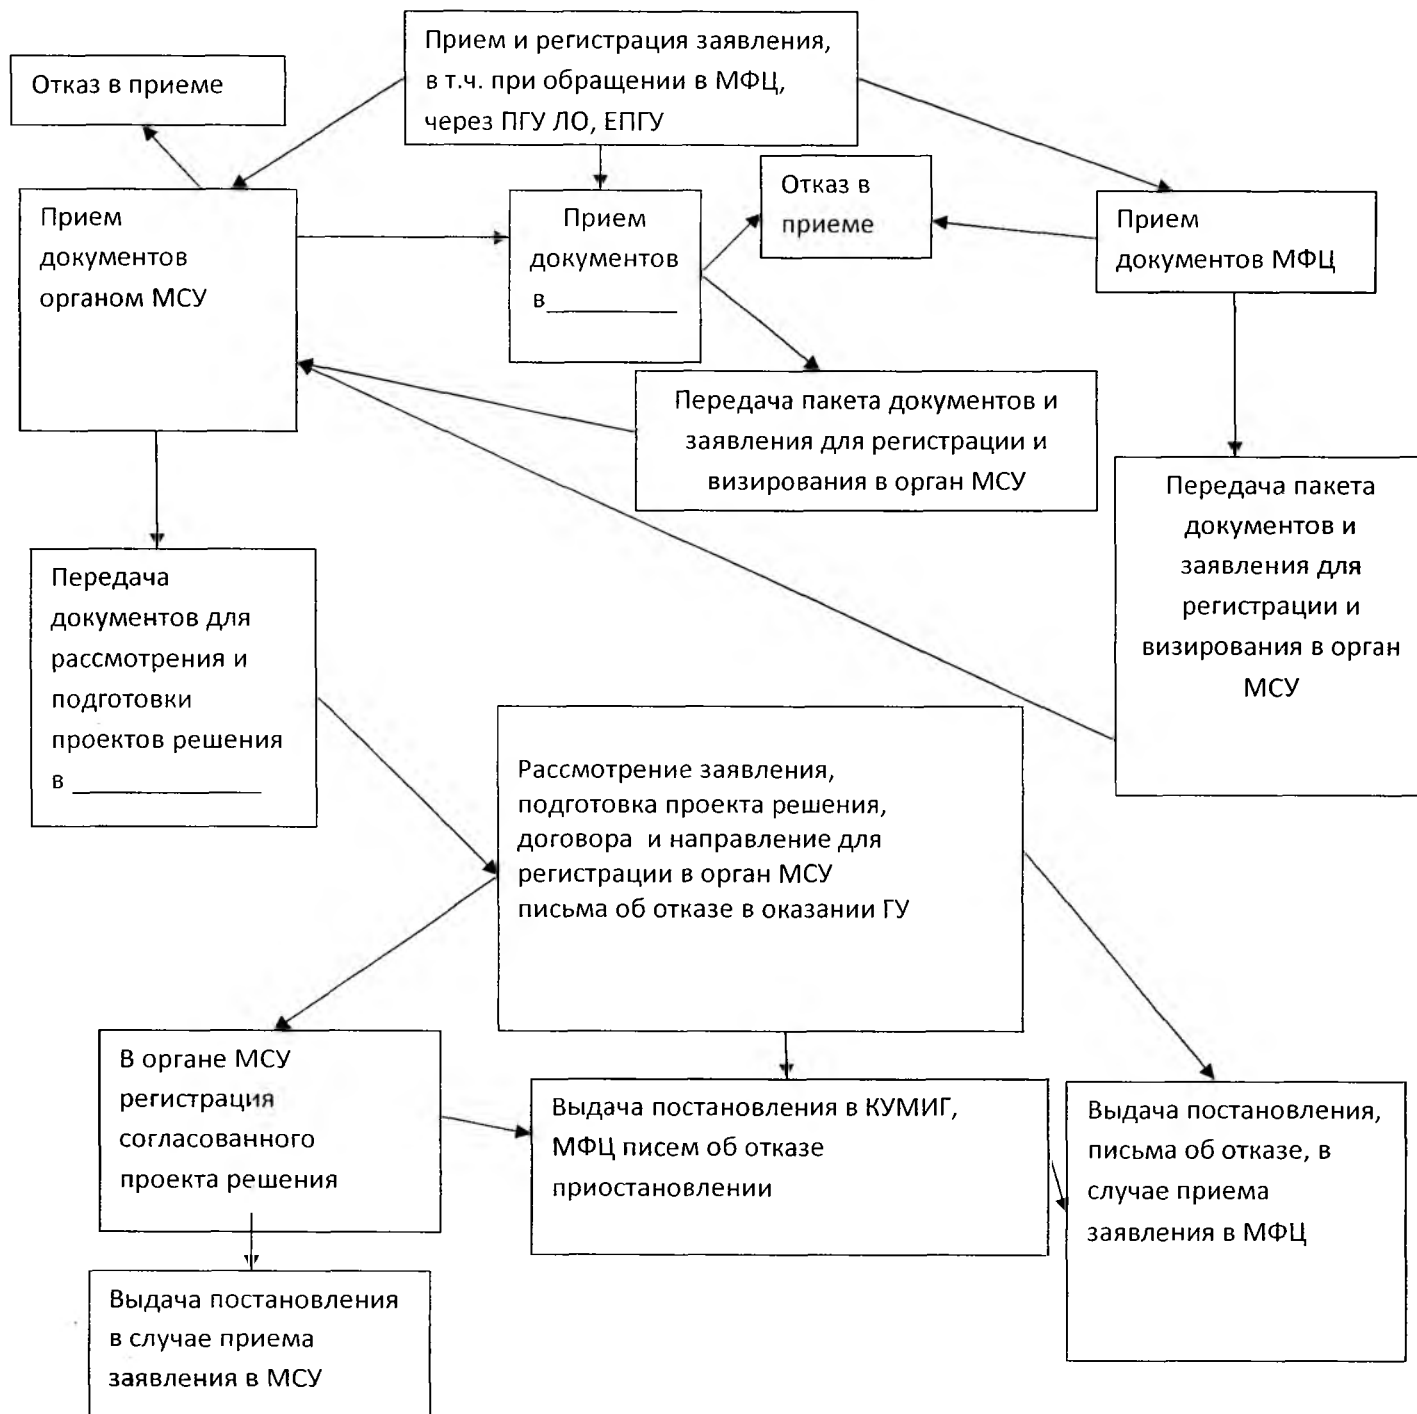 Прием и регистрация заявления,
в т.ч. при обращении в МФЦ,
через ПГУ ЛО, ЕПГУ
Отказ в приеме
Отказ в
приеме
Прием
документов
органом МСУ
Прием
документов
в___________
Прием
документов МФЦ
Передача пакета документов и
заявления для регистрации и
визирования в орган МСУ
Передача пакета
документов и
заявления для
регистрации и
визирования в орган
МСУ
Передача
документов для
рассмотрения и
подготовки
проектов решения
в ________________
Рассмотрение заявления,
подготовка проекта решения,
договора и направление для
регистрации в орган МСУ
письма об отказе в оказании ГУ
В органе МСУ
регистрация
согласованного
проекта решения
Выдача постановления в КУМИГ,
МФЦ писем об отказе
приостановлении
Выдача постановления,
письма об отказе, в
случае приема
заявления в МФЦ
Выдача постановления
в случае приема
заявления в МСУ